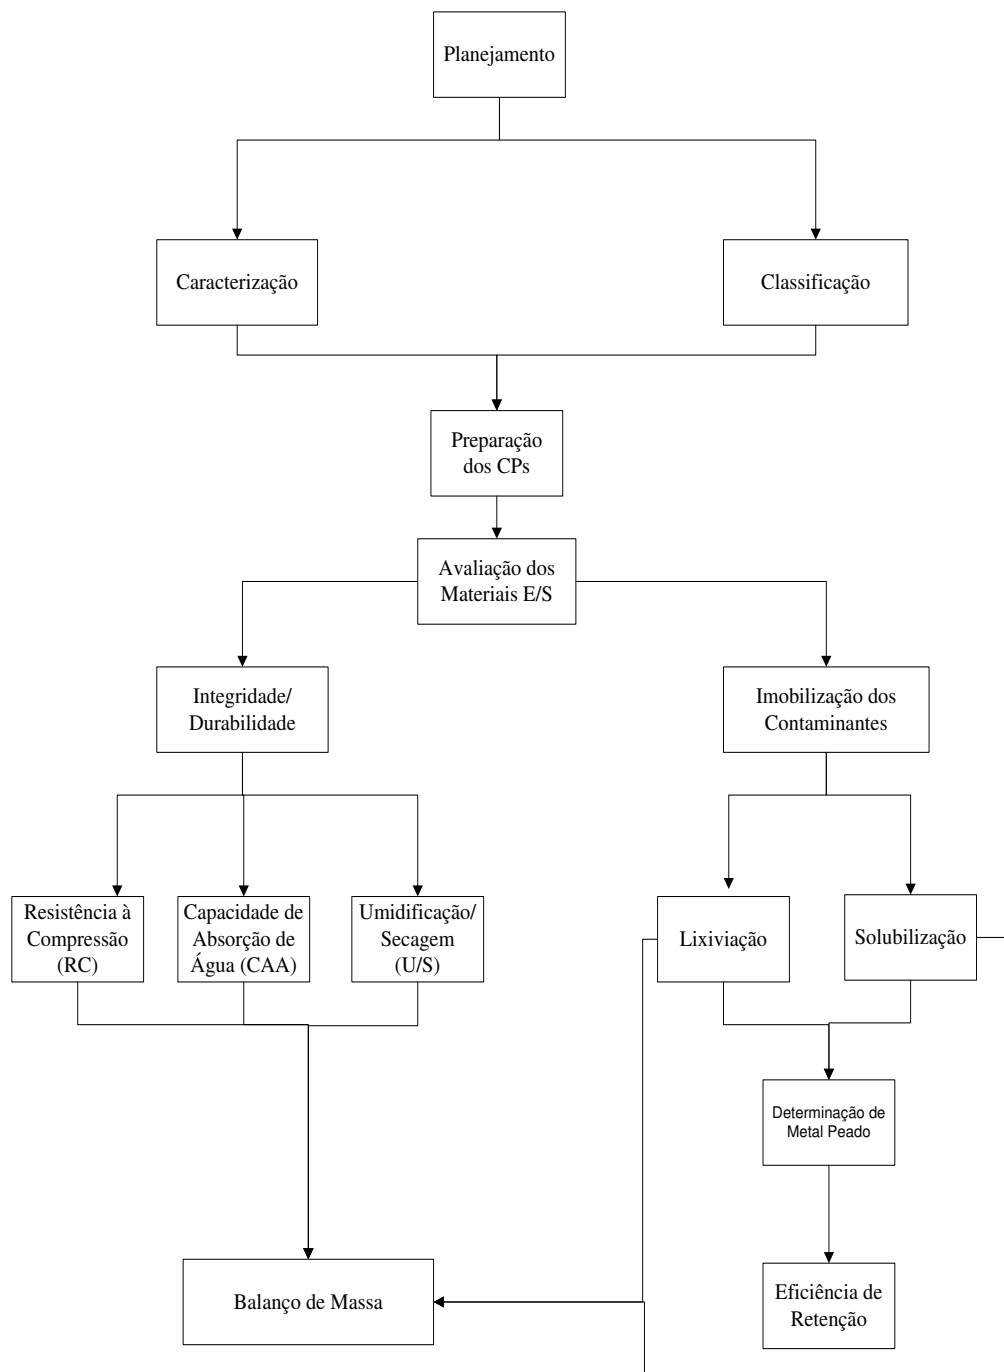 Planejamento
Caracterização
Classificação
Preparação
dos CPs
Avaliação dos
Materiais E/S
Integridade/
Durabilidade
Imobilização dos
Contaminantes
Resistência à
Compressão
(RC)
Capacidade de
Absorção de
Água (CAA)
Umidificação/
Secagem
(U/S)
Lixiviação
Solubilização
Determinação de
Metal Peado
Balanço de Massa
Eficiência de
Retenção